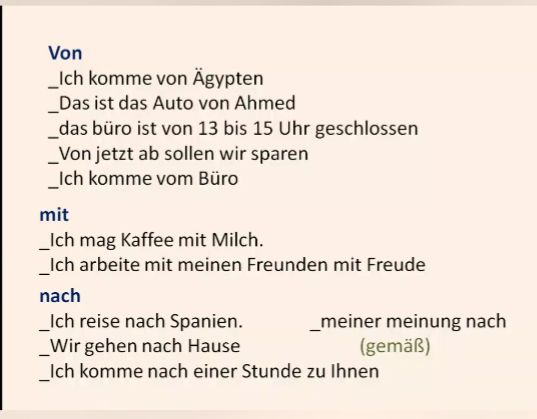 Von
_Ich komme von Ägypten
_Das ist das Auto von Ahmed
_das büro ist von 13 bis 15 Uhr geschlossen
_Von jetzt ab sollen wir sparen
_Ich komme vom Büro
mit
_Ich mag Kaffee mit Milch.
_Ich arbeite mit meinen Freunden mit Freude
nach
_Ich reise nach Spanien. _meiner meinung nach
_Wir gehen nach Hause (gemäß)
_Ich komme nach einer Stunde zu Ihnen